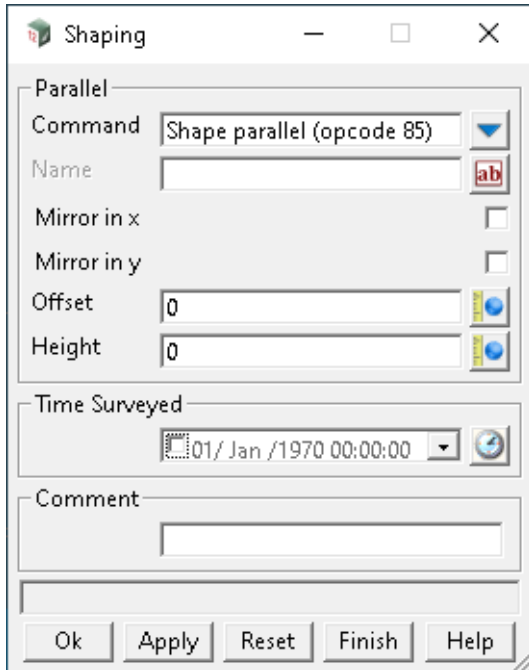 Shaping
Parallel
Command Shape parallel (opcode 85)
Name ab
Mirror in x
Mirror in y
Offset 0
Height 0
Time Surveyed
01/ Jan /1970 00:00:00
Comment
Ok Apply Reset Finish Help